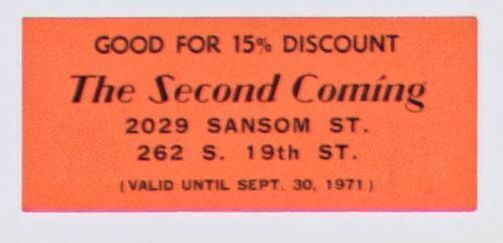 GOOD FOR 15% DISCOUNT
The Second Coming
2029 SANSOM ST.
262 S. 19th ST.
(VALID UNTIL SEPT. 30, 1971)